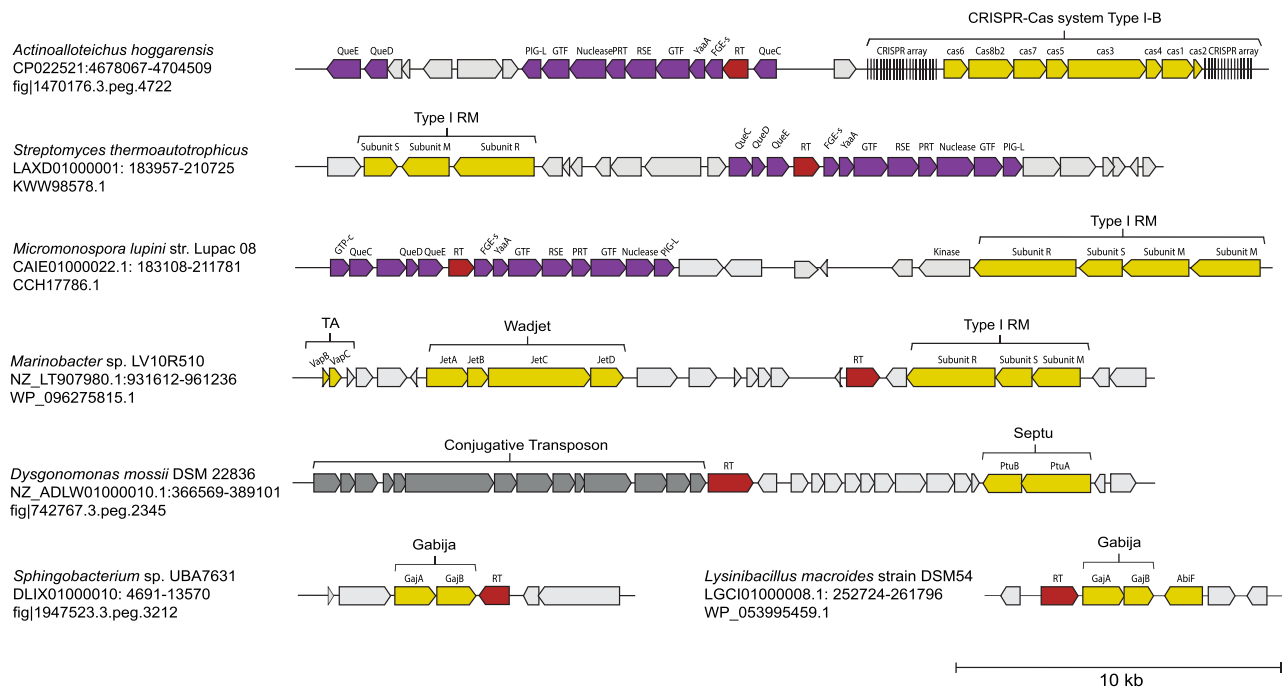 CRISPR-Cas system Type I-B
Actinoalloteichus hoggarensis
CP022521:4678067-4704509
fig|1470176.3.peg.4722
QueE QueD PIG-L GTF Nuclease PRT RSE GTF YaaA FGE-s RT QueC CRISPR array cas6 Cas8b2 cas7 cas5 cas3 cas4 cas1 cas2 CRISPR array
Type I RM
Streptomyces thermoautotrophicus
LAXD01000001: 183957-210725
KWW98578.1
Subunit S Subunit M Subunit R QueC QueD QueE RT FGE-s YaaA GTF RSE PRT Nuclease GTF PIG-L
Type I RM
Micromonospora lupini str. Lupac 08
CAIE01000022.1: 183108-211781
CCH17786.1
GTP-c QueC QueD QueE RT FGE-s YaaA GTF RSE PRT GTF Nuclease PIG-L Kinase Subunit R Subunit S Subunit M Subunit M
TA Wadjet Type I RM
Marinobacter sp. LV10R510
NZ_LT907980.1:931612-961236
WP_096275815.1
VapB VapC JetA JetB JetC JetD RT Subunit R Subunit S Subunit M
Conjugative Transposon Septu
Dysgonomonas mossii DSM 22836
NZ_ADLW01000010.1:366569-389101
fig|742767.3.peg.2345
RT PtuB PtuA
Gabija
Sphingobacterium sp. UBA7631
DLIX01000010: 4691-13570
fig|1947523.3.peg.3212
GajA GajB RT
Gabija
Lysinibacillus macroides strain DSM54
LGCI01000008.1: 252724-261796
WP_053995459.1
RT GajA GajB AbiF
10 kb